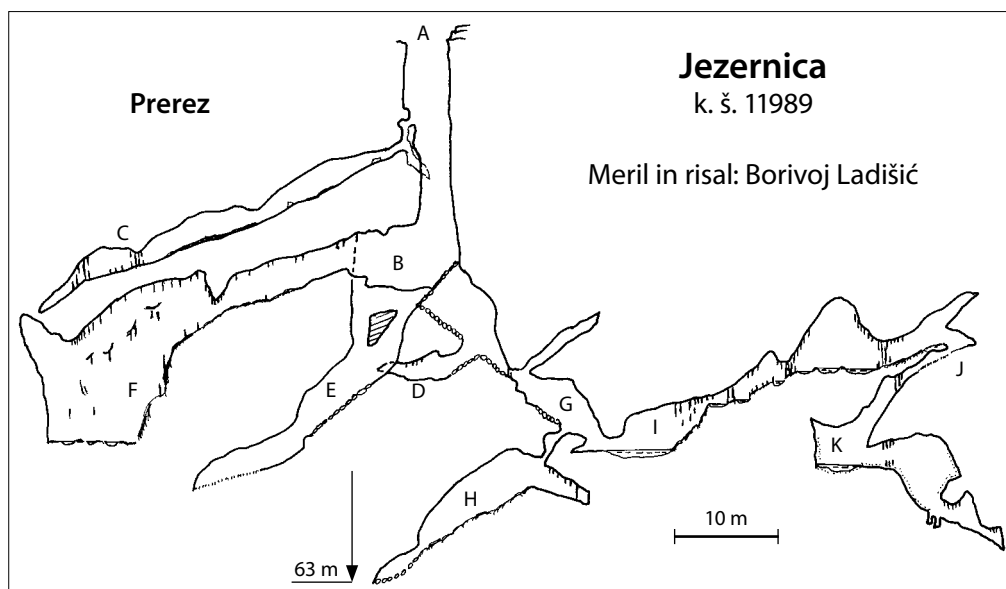 A
Jezernica
Prerez
k. š. 11989
Meril in risal: Borivoj Ladišić
C
B
J
F
E
D
G
I
K
H
10 m
63 m